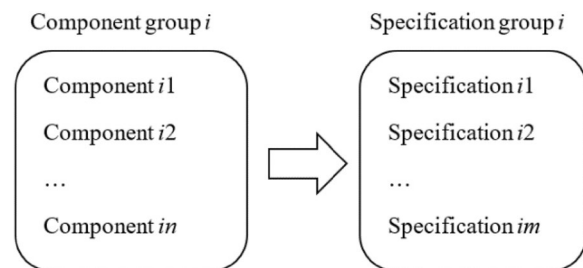 Component group i
Specification group i
Component i1
Component i2
...
Component in
Specification i1
Specification i2
...
Specification im